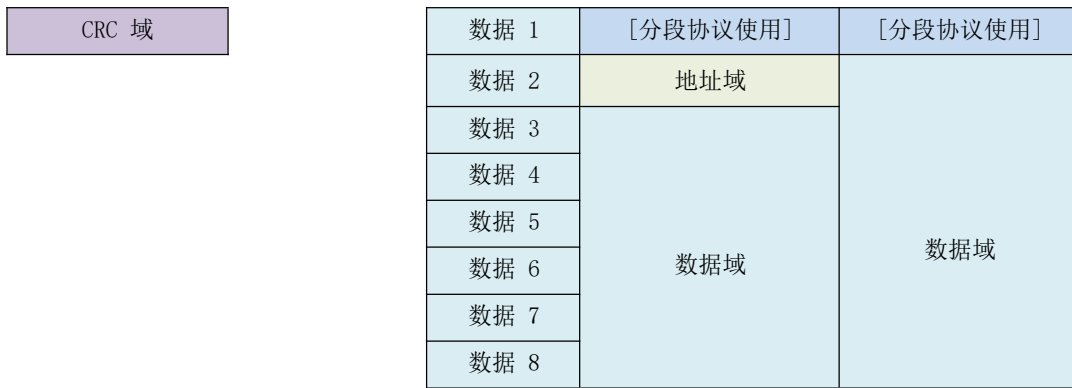 CRC 域
数据 1
[分段协议使用]
[分段协议使用]
数据 2
地址域
数据 3
数据 4
数据 5
数据 6
数据域
数据域
数据 7
数据 8